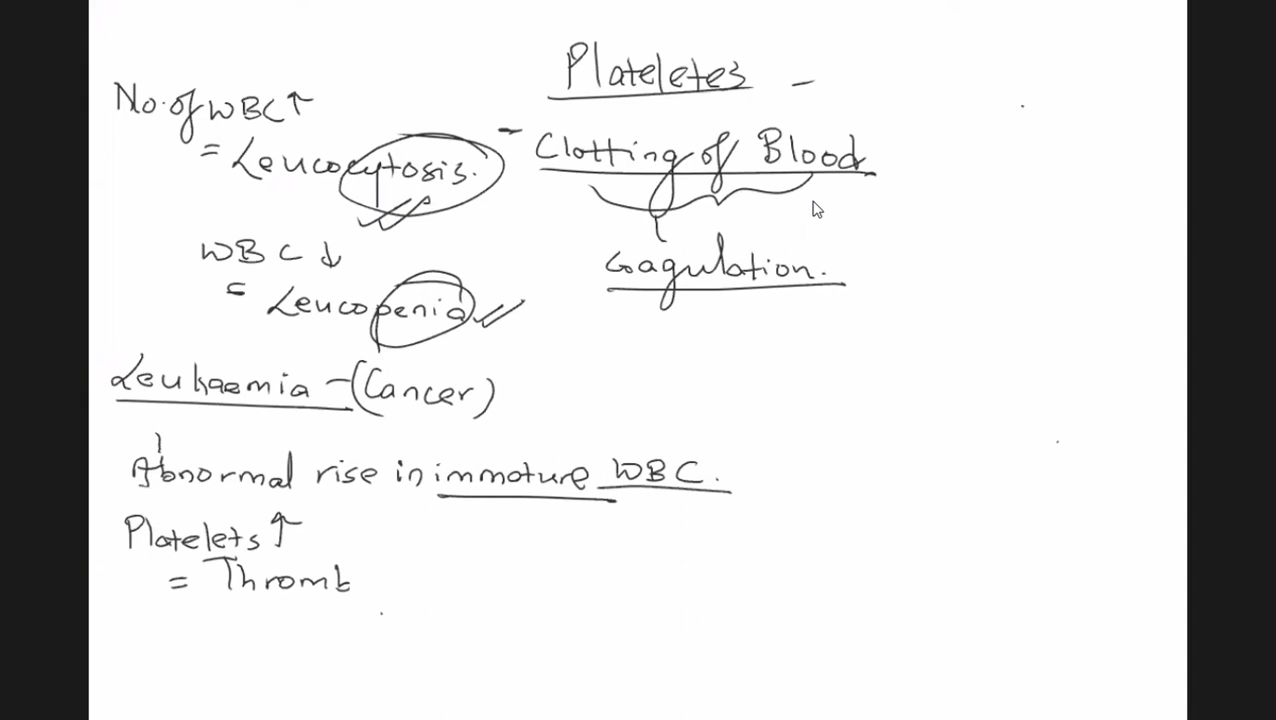 Plateletes -
No. of WBC ↑
= Leucocytosis.
- Clotting of Blood
WBC ↓
= Leucopenia
Coagulation.
Leukaemia - (Cancer)
Abnormal rise in immature WBC.
Platelets ↑
= Thromb